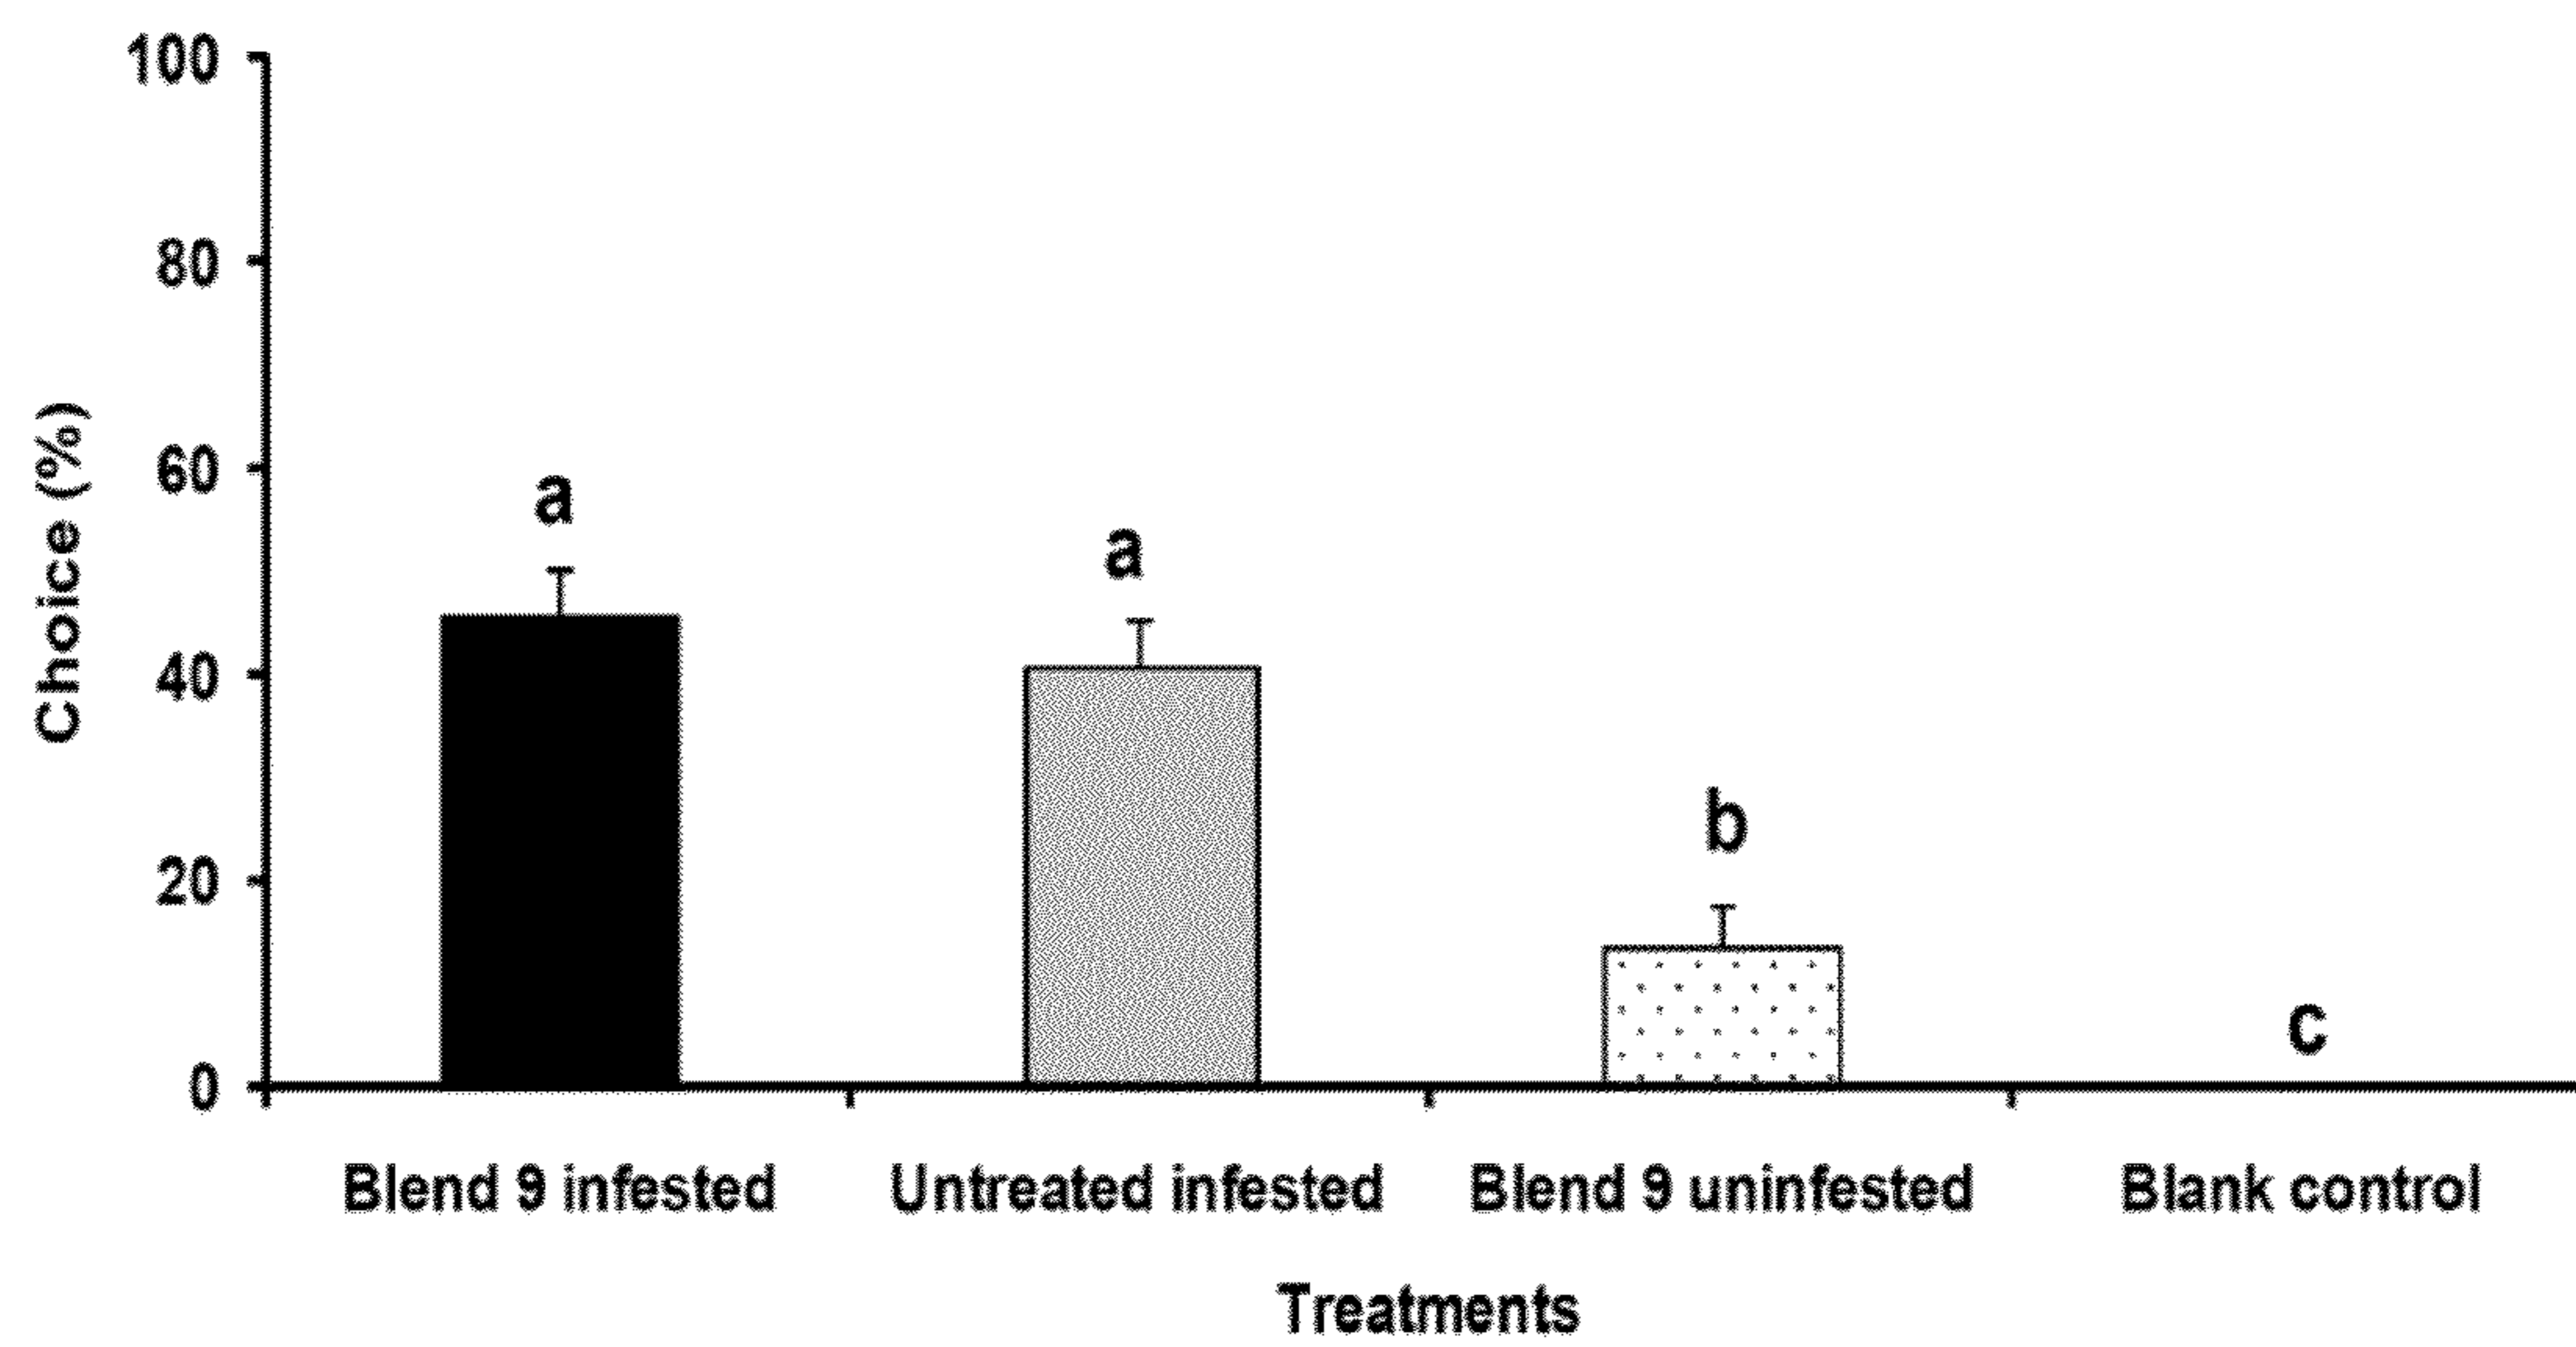 100
80
60
40
20
0
Choice (%)
a
a
b
c
Blend 9 infested
Untreated infested
Blend 9 uninfested
Blank control
Treatments